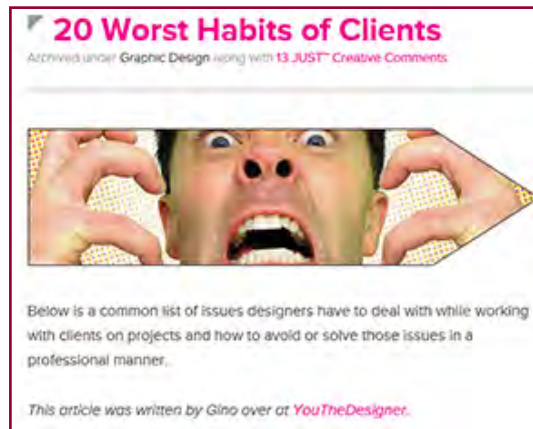 20 Worst Habits of Clients
Archived under Graphic Design along with 13 JUST™ Creative Comments
Below is a common list of issues designers have to deal with while working
with clients on projects and how to avoid or solve those issues in a
professional manner.
This article was written by Gino over at YouTheDesigner.